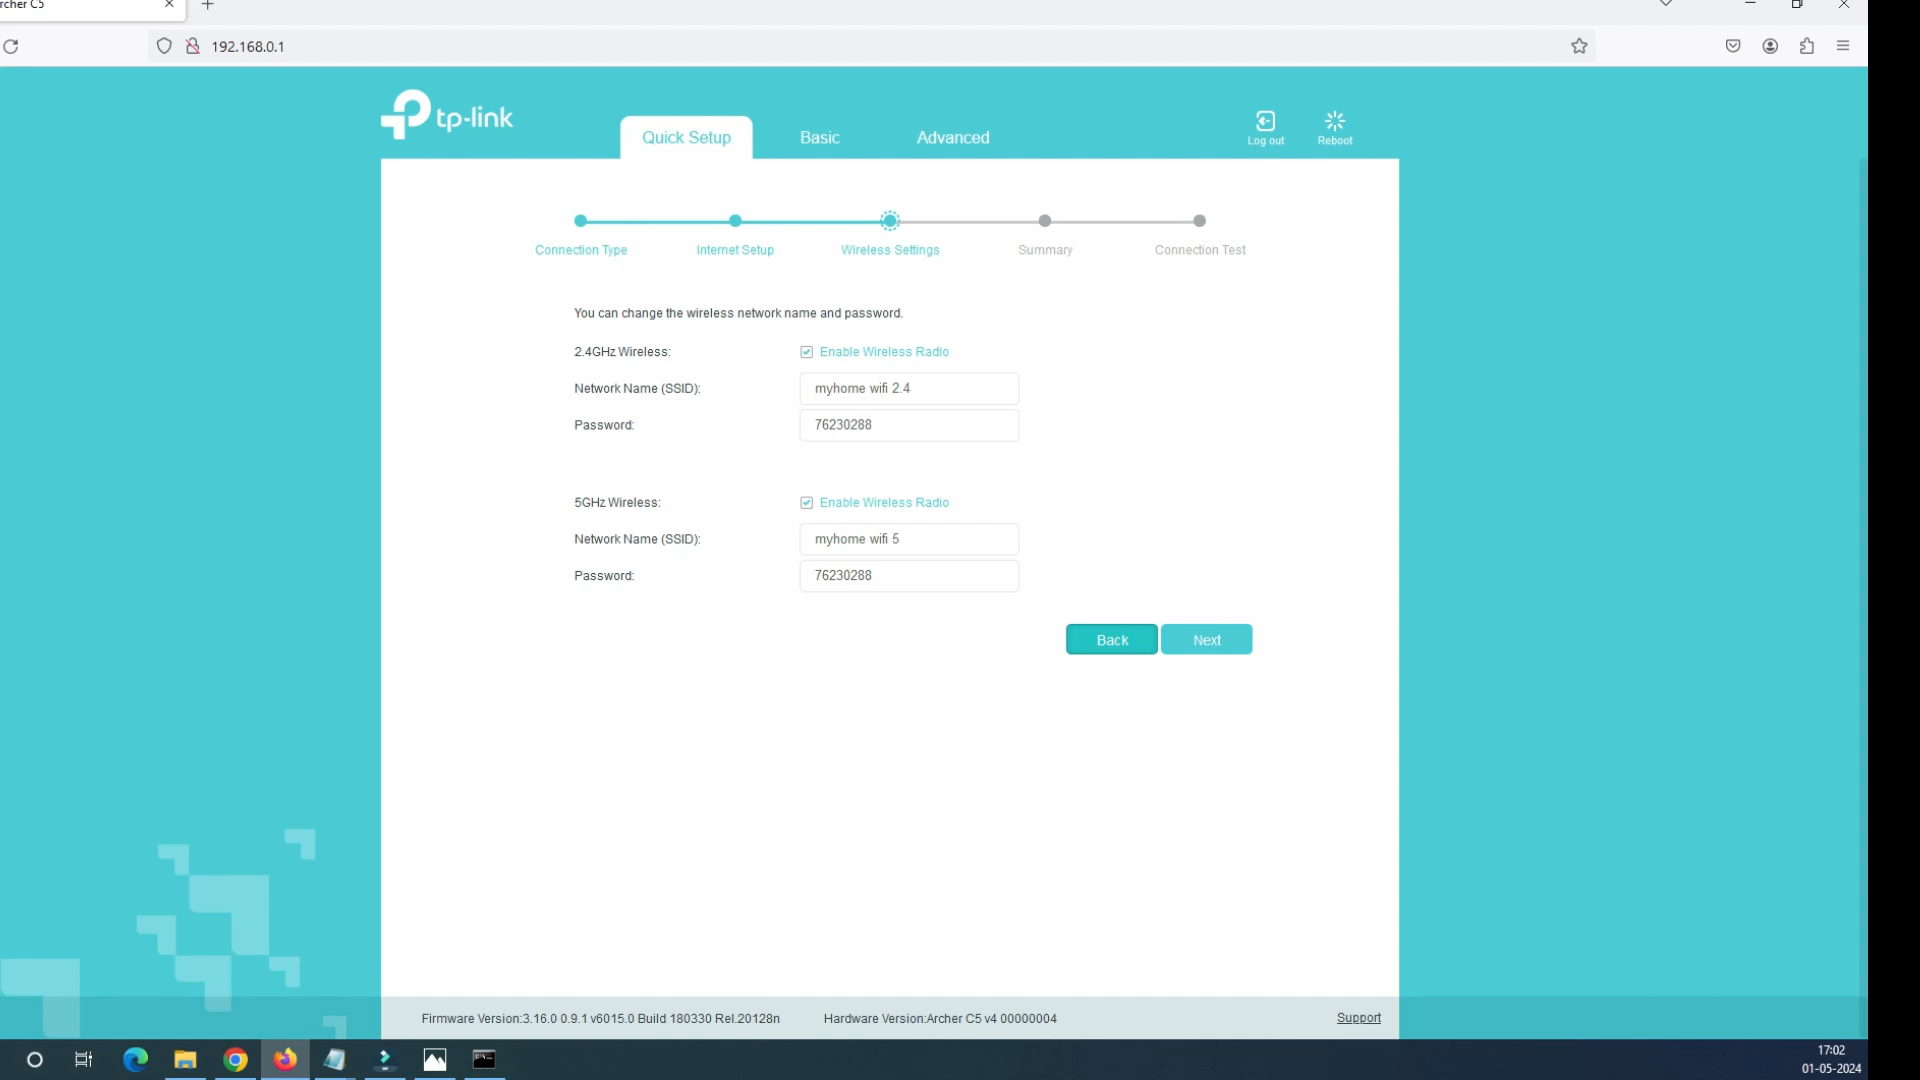 rcher C5
192.168.0.1
tp-link
Quick Setup
Basic
Advanced
Log out
Reboot
Connection Type
Internet Setup
Wireless Settings
Summary
Connection Test
You can change the wireless network name and password.
2.4GHz Wireless:
Enable Wireless Radio
Network Name (SSID):
myhome wifi 2.4
Password:
76230288
5GHz Wireless:
Enable Wireless Radio
Network Name (SSID):
myhome wifi 5
Password:
76230288
Back
Next
Firmware Version:3.16.0 0.9.1 v6015.0 Build 180330 Rel.20128n
Hardware Version:Archer C5 v4 00000004
Support
17:02
01-05-2024